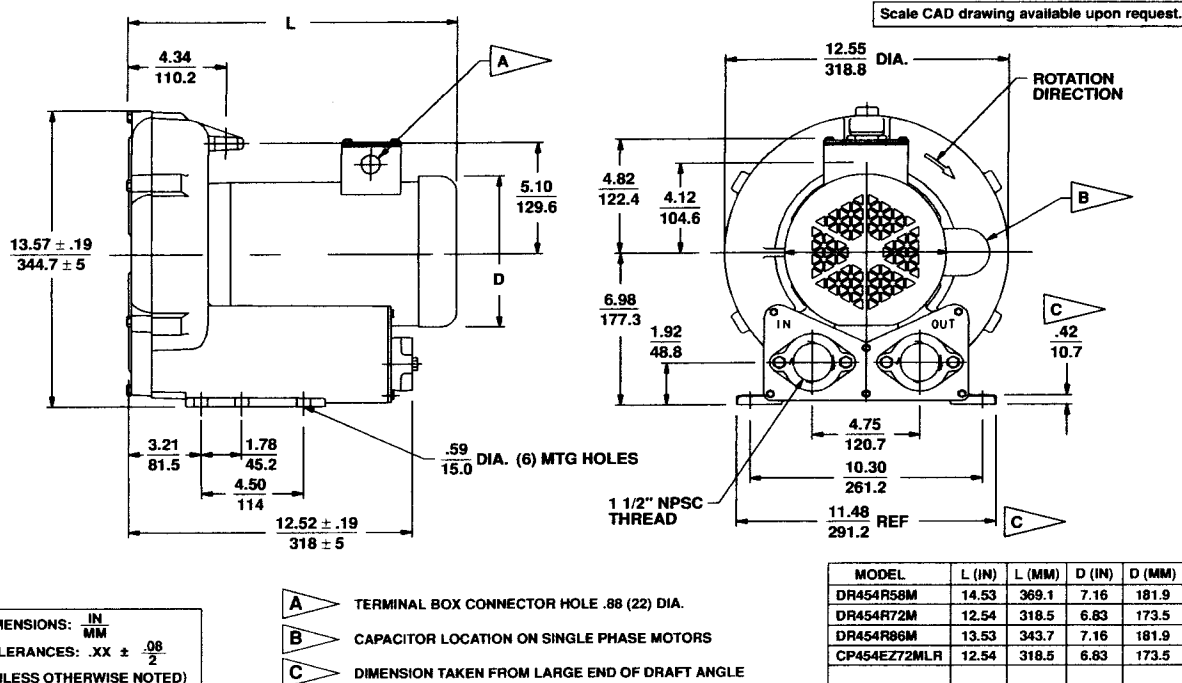 Scale CAD drawing available upon request.
L
4.34
110.2
A
12.55
318.8 DIA.
ROTATION
DIRECTION
5.10
129.6
4.82
122.4
4.12
104.6
B
13.57 ± .19
344.7 ± 5
D
6.98
177.3
1.92
48.8
IN
OUT
C
.42
10.7
3.21
81.5
1.78
45.2
4.50
114
.59
15.0 DIA. (6) MTG HOLES
12.52 ± .19
318 ± 5
4.75
120.7
10.30
261.2
1 1/2" NPSC
THREAD
11.48
291.2 REF
C
MODEL L (IN) L (MM) D (IN) D (MM)
DR454R58M 14.53 369.1 7.16 181.9
DR454R72M 12.54 318.5 6.83 173.5
DR454R86M 13.53 343.7 7.16 181.9
CP454EZ72MLR 12.54 318.5 6.83 173.5
MENSIONS: IN
MM
LERANCES: .XX ± .08
2
LESS OTHERWISE NOTED)
A TERMINAL BOX CONNECTOR HOLE .88 (22) DIA.
B CAPACITOR LOCATION ON SINGLE PHASE MOTORS
C DIMENSION TAKEN FROM LARGE END OF DRAFT ANGLE